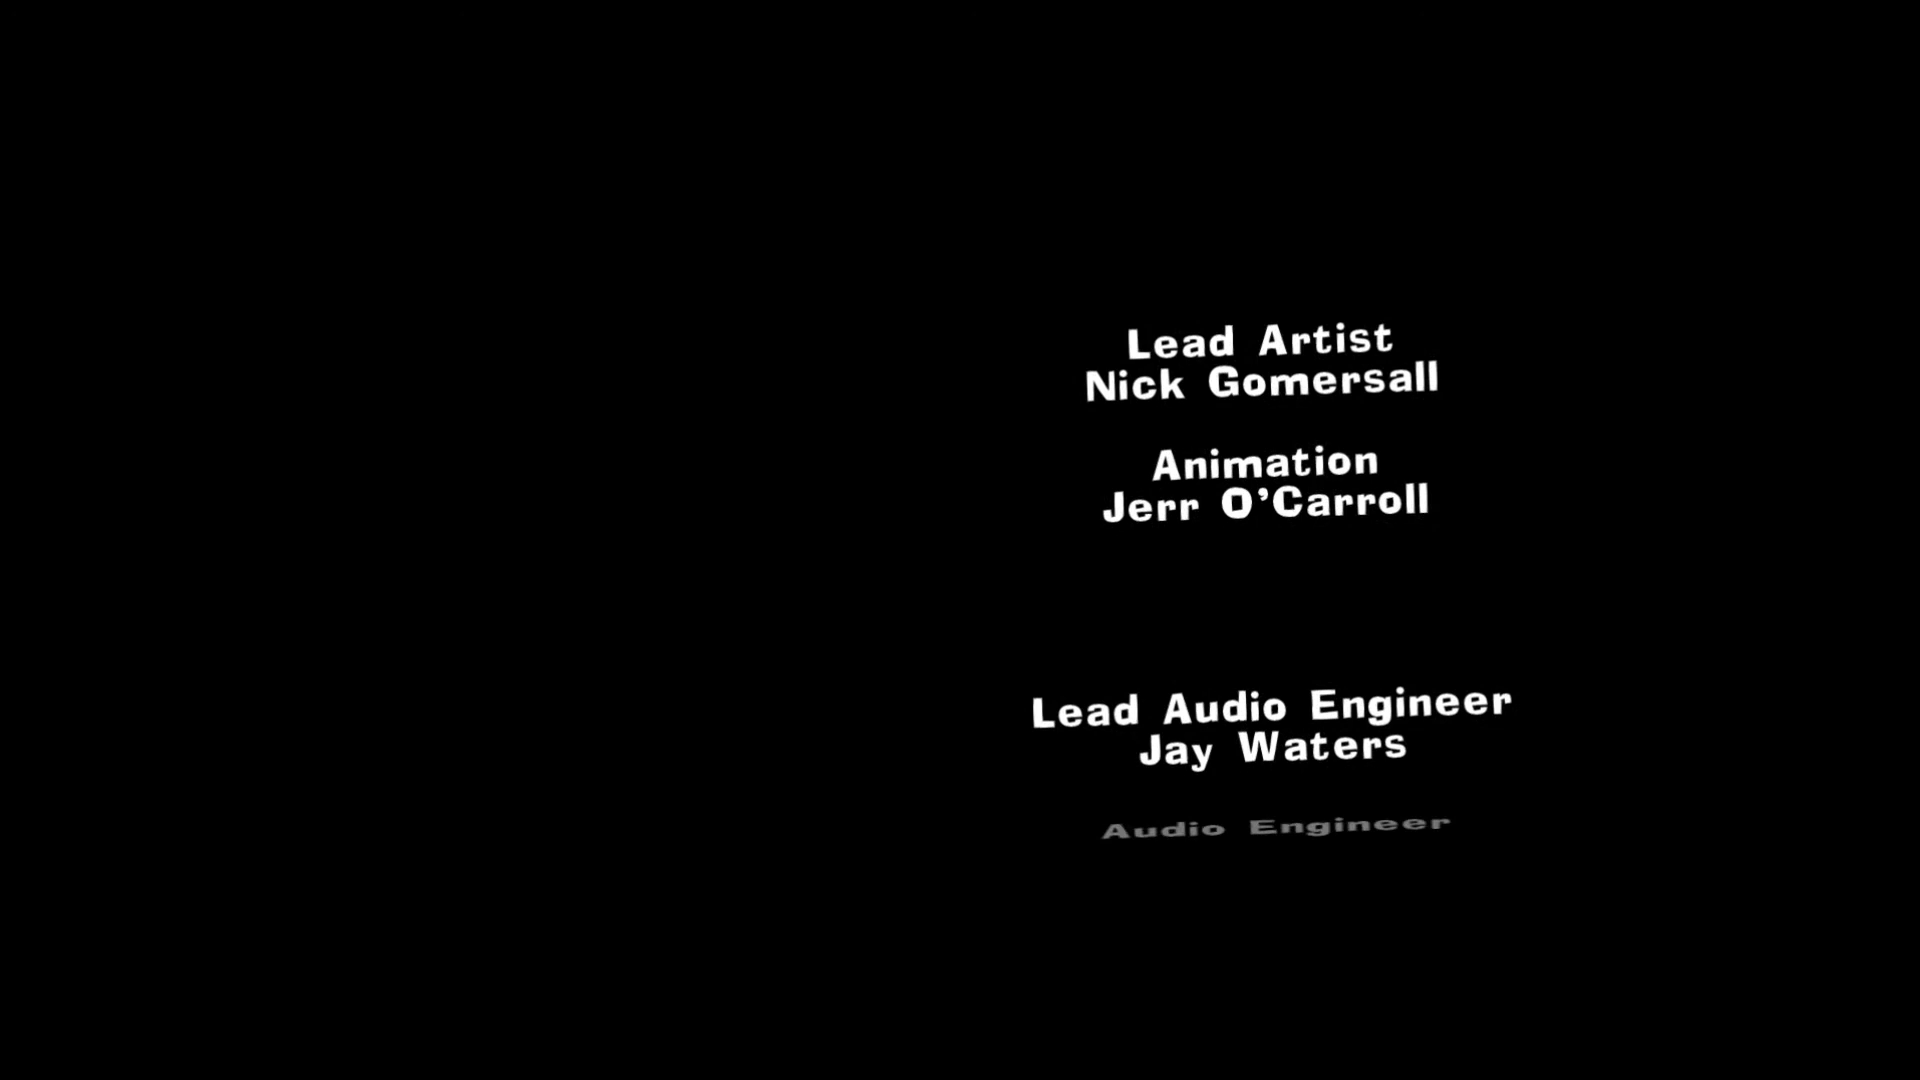 Lead Artist
Nick Gomersall
Animation
Jerr O'Carroll
Lead Audio Engineer
Jay Waters
Audio Engineer